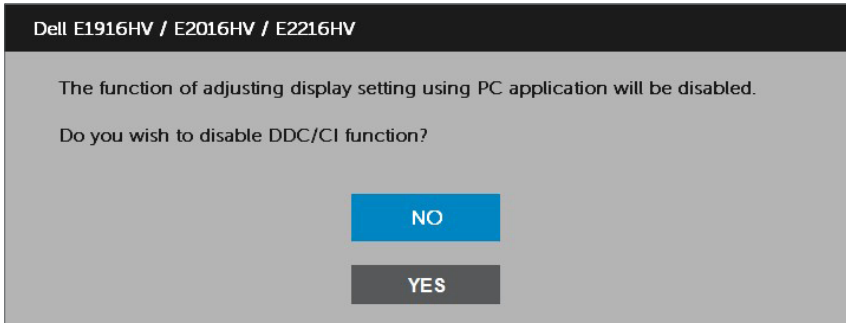 Dell E1916HV / E2016HV / E2216HV
The function of adjusting display setting using PC application will be disabled.
Do you wish to disable DDC/CI function?
NO
YES